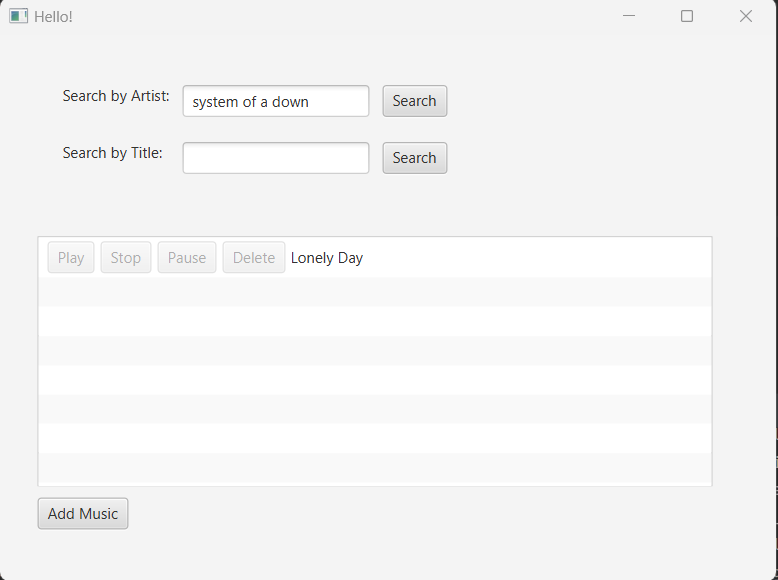 Hello!
Search by Artist: system of a down Search
Search by Title: Search
Play Stop Pause Delete Lonely Day
Add Music